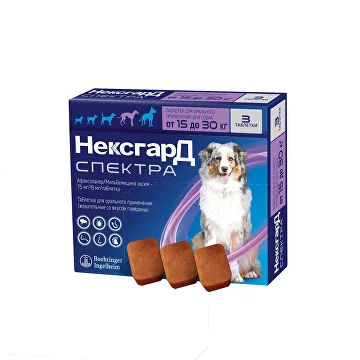 ТАБЛЕТКИ ДЛЯ ОРАЛЬНОГО
ПРИМЕНЕНИЯ ДЛЯ СОБАК
от 15 до 30 кг
3
ТАБЛЕТКИ
НексгарД
СПЕКТРА
Афоксоланер/Мильбемицина оксим -
75 мг/15 мг/таблетка
Таблетки для орального применения
(жевательные со вкусом говядины)
Boehringer
Ingelheim